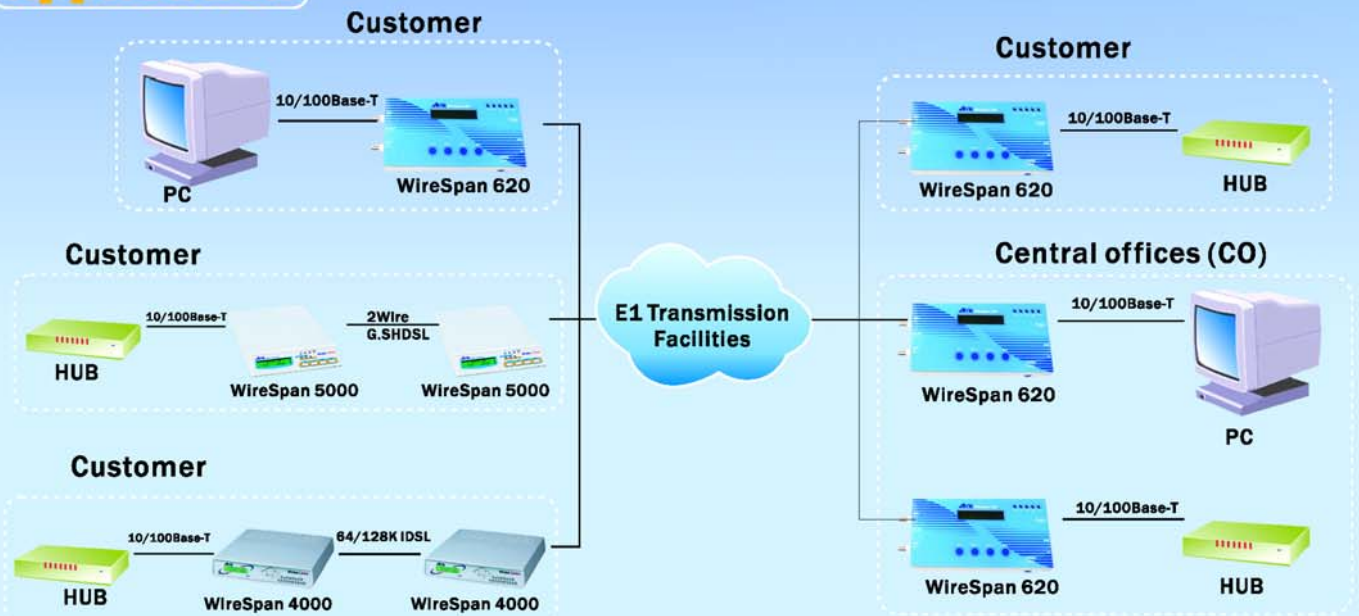 Customer
10/100Base-T
PC
WireSpan 620
Customer
10/100Base-T
2Wire
G.SHDSL
HUB
WireSpan 5000
WireSpan 5000
Customer
10/100Base-T
64/128K IDSL
HUB
WireSpan 4000
WireSpan 4000
E1 Transmission
Facilities
Customer
10/100Base-T
WireSpan 620
HUB
Central offices (CO)
10/100Base-T
WireSpan 620
PC
10/100Base-T
WireSpan 620
HUB